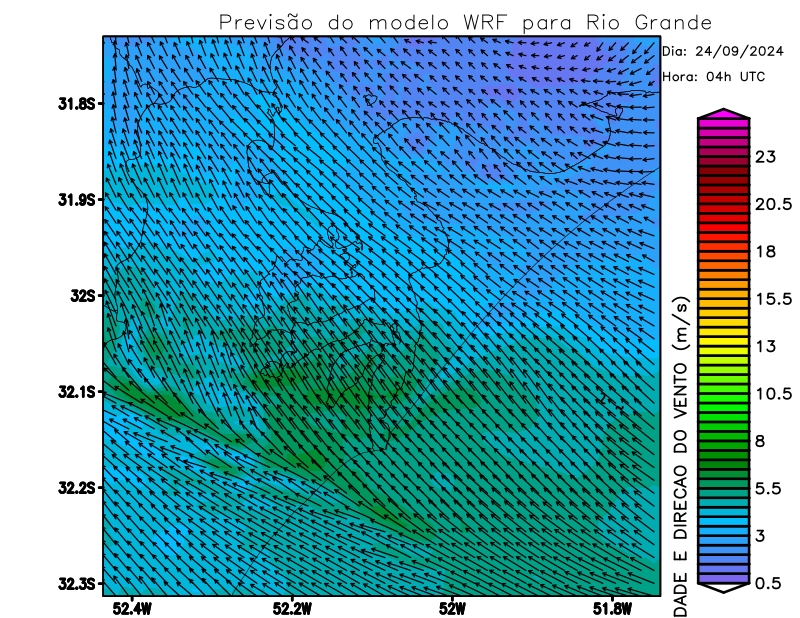 Previsão do modelo WRF para Rio Grande
Dia: 24/09/2024
Hora: 04h UTC
31.8S
31.9S
32S
32.1S
32.2S
32.3S
52.4W
52.2W
52W
51.8W
23
20.5
18
15.5
13
10.5
8
5.5
3
0.5
DADE E DIRECAO DO VENTO (m/s)